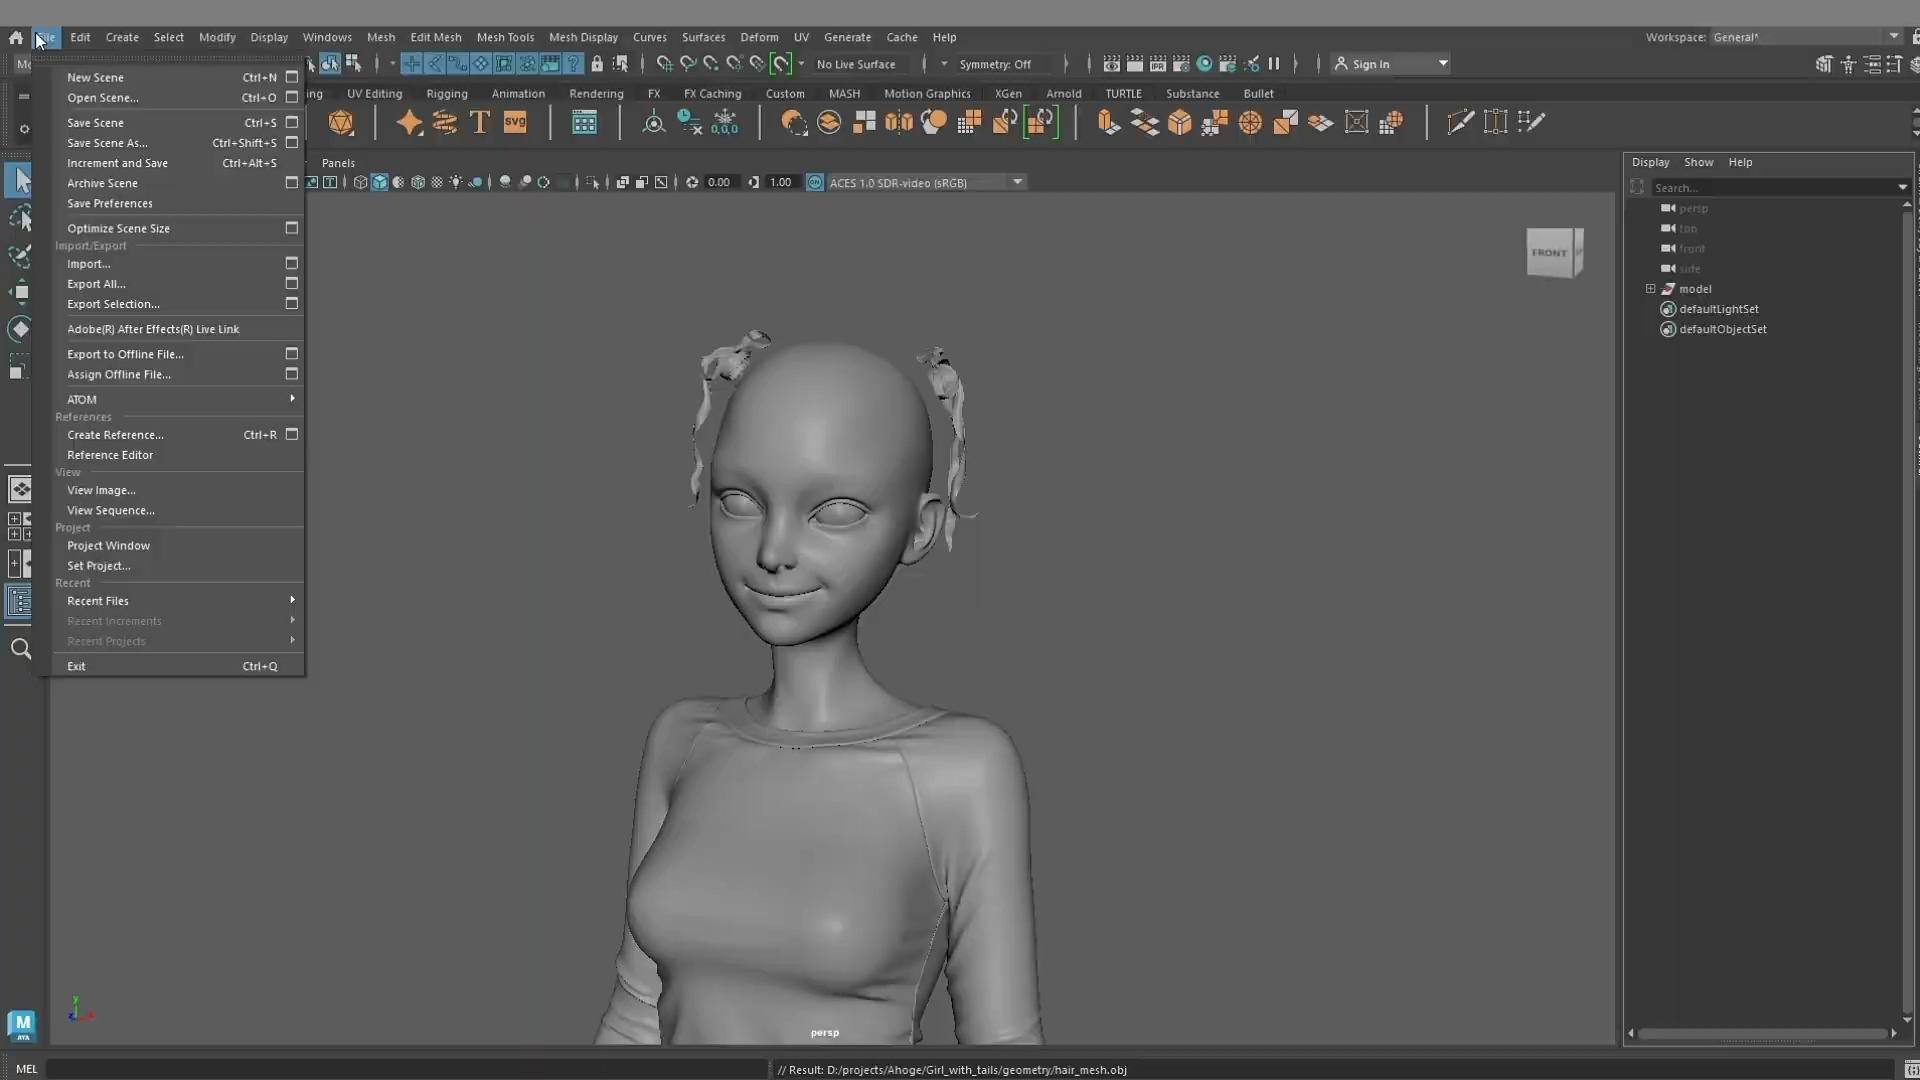 File Edit Create Select Modify Display Windows Mesh Edit Mesh Mesh Tools Mesh Display Curves Surfaces Deform UV Generate Cache Help
Workspace: General*
No Live Surface
Symmetry: Off
Sign In
UV Editing Rigging Animation Rendering FX FX Caching Custom MASH Motion Graphics XGen Arnold TURTLE Substance Bullet
svg
0,0,0
Panels
0.00
1.00
ON
ACES 1.0 SDR-video (sRGB)
New Scene Ctrl+N
Open Scene... Ctrl+O
Save Scene Ctrl+S
Save Scene As... Ctrl+Shift+S
Increment and Save Ctrl+Alt+S
Archive Scene
Save Preferences
Optimize Scene Size
Import/Export
Import...
Export All...
Export Selection...
Adobe(R) After Effects(R) Live Link
Export to Offline File...
Assign Offline File...
ATOM
References
Create Reference... Ctrl+R
Reference Editor
View
View Image...
View Sequence...
Project
Project Window
Set Project...
Recent
Recent Files
Recent Increments
Recent Projects
Exit Ctrl+Q
FRONT
persp
Display Show Help
Search...
persp
top
front
side
model
defaultLightSet
defaultObjectSet
M
MEL
// Result: D:/projects/Ahoge/Girl_with_tails/geometry/hair_mesh.obj